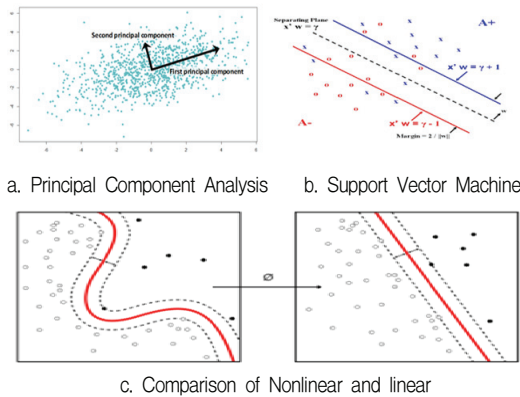 Second principal component
First principal component
a. Principal Component Analysis
Separating Plane
x' w = γ
A+
x' w = γ + 1
A-
x' w = γ - 1
Margin = 2 / ||w||
b. Support Vector Machine
Ø
c. Comparison of Nonlinear and linear